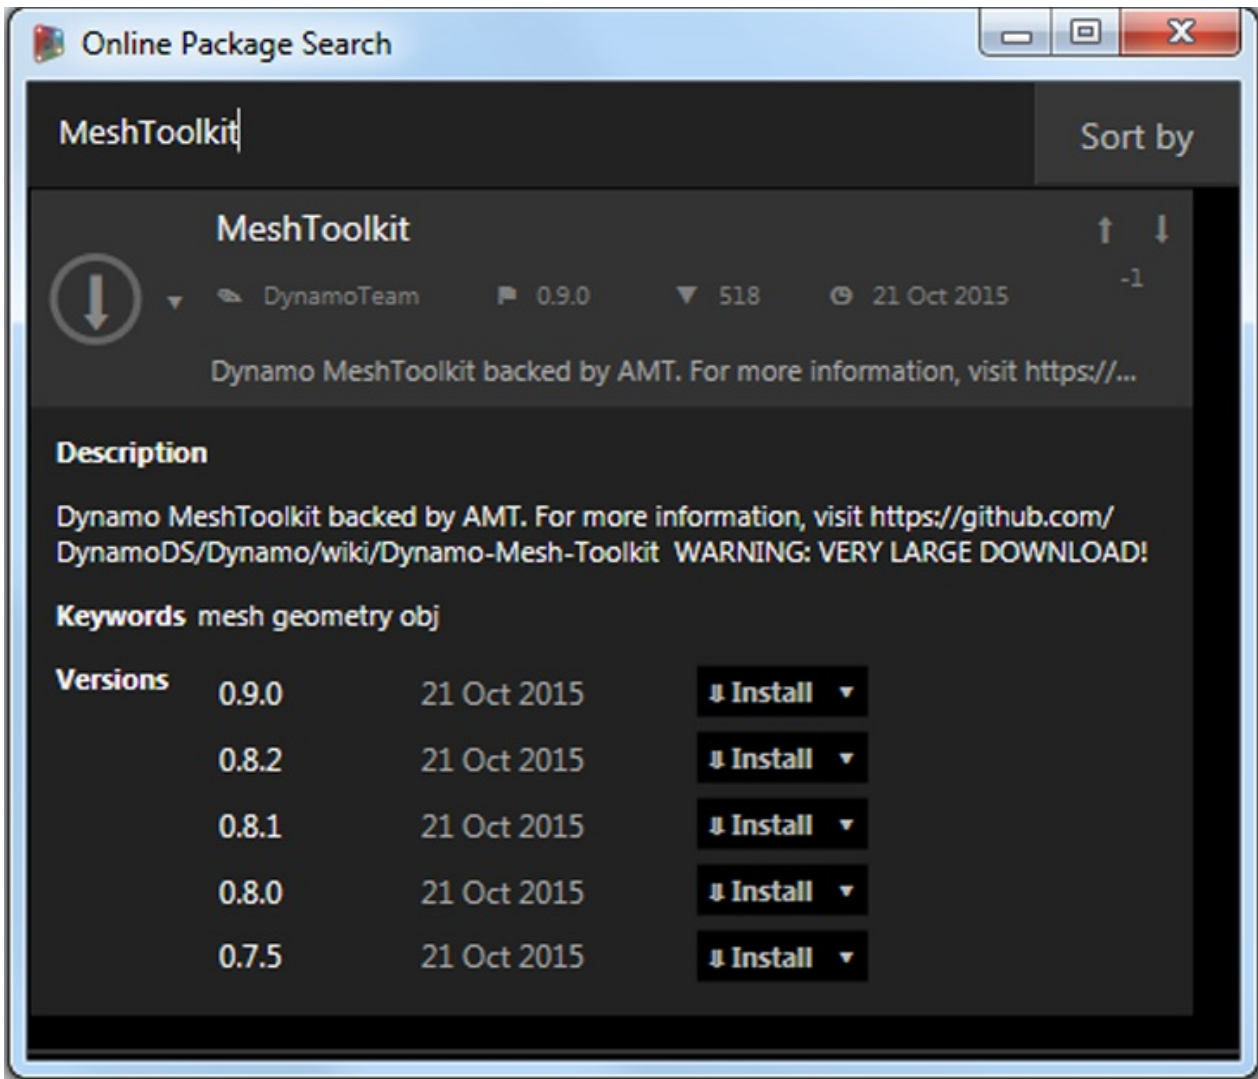 Online Package Search
MeshToolkit
Sort by
MeshToolkit
DynamoTeam 0.9.0 518 21 Oct 2015 -1
Dynamo MeshToolkit backed by AMT. For more information, visit https://...
Description
Dynamo MeshToolkit backed by AMT. For more information, visit https://github.com/
DynamoDS/Dynamo/wiki/Dynamo-Mesh-Toolkit WARNING: VERY LARGE DOWNLOAD!
Keywords mesh geometry obj
Versions 0.9.0 21 Oct 2015 Install
0.8.2 21 Oct 2015 Install
0.8.1 21 Oct 2015 Install
0.8.0 21 Oct 2015 Install
0.7.5 21 Oct 2015 Install